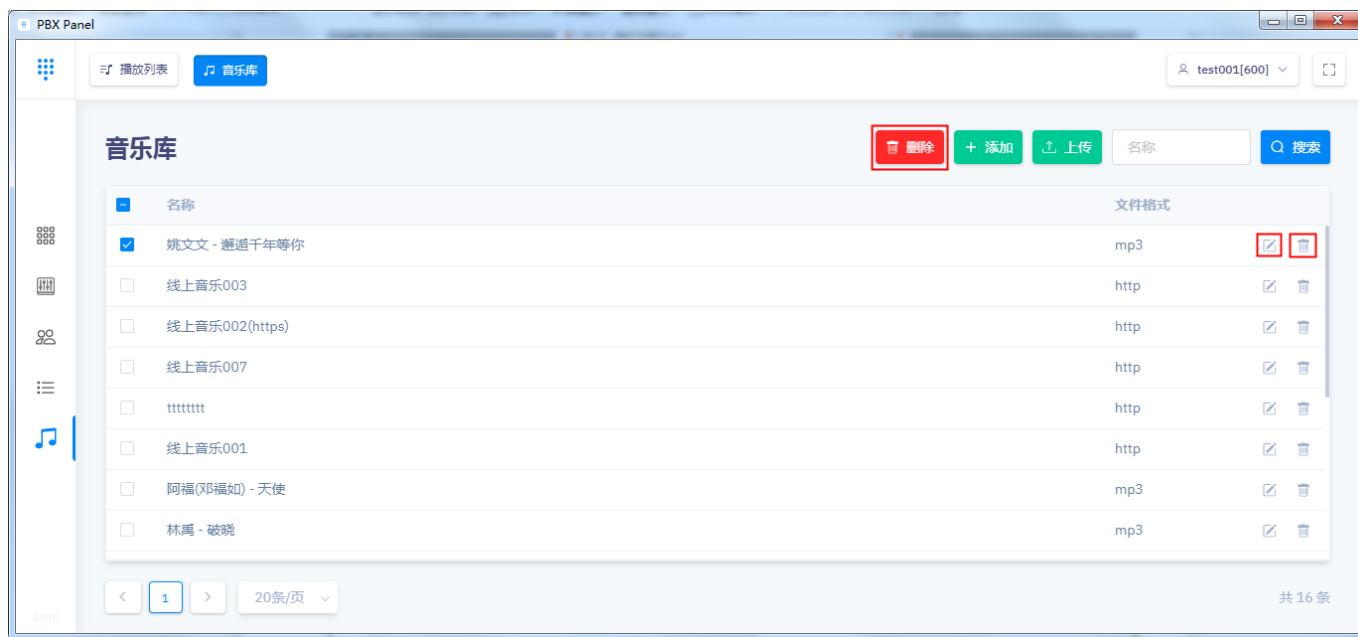 PBX Panel
播放列表 音乐库 test001[600]
音乐库 删除 + 添加 上传 名称 搜索
名称 文件格式
姚文文 - 邂逅千年等你 mp3
线上音乐003 http
线上音乐002(https) http
线上音乐007 http
tttttttt http
线上音乐001 http
阿福(邓福如) - 天使 mp3
林禹 - 破晓 mp3
< 1 > 20条/页 共 16 条